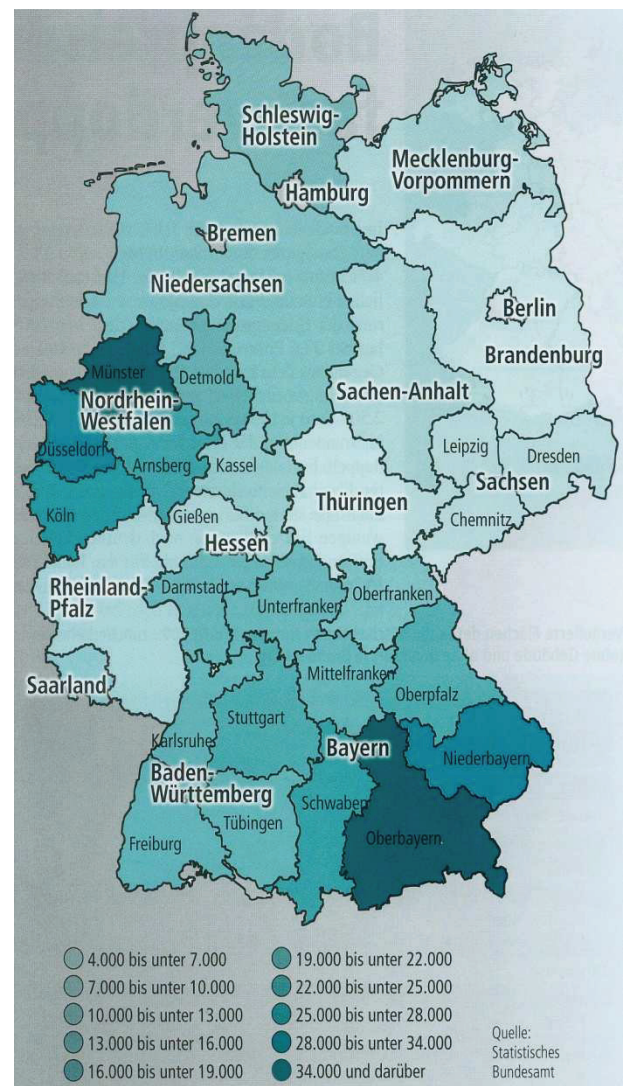 Schleswig-
Holstein
Mecklenburg-
Vorpommern
Hamburg
Bremen
Niedersachsen
Berlin
Brandenburg
Münster
Detmold
Sachen-Anhalt
Nordrhein-
Westfalen
Düsseldorf
Arnsberg
Kassel
Leipzig
Dresden
Sachsen
Köln
Gießen
Thüringen
Chemnitz
Hessen
Rheinland-
Pfalz
Darmstadt
Unterfranken
Oberfranken
Saarland
Mittelfranken
Oberpfalz
Stuttgart
Karlsruhe
Bayern
Niederbayern
Baden-
Württemberg
Schwaben
Tübingen
Oberbayern
Freiburg
4.000 bis unter 7.000
7.000 bis unter 10.000
10.000 bis unter 13.000
13.000 bis unter 16.000
16.000 bis unter 19.000
19.000 bis unter 22.000
22.000 bis unter 25.000
25.000 bis unter 28.000
28.000 bis unter 34.000
34.000 und darüber
Quelle:
Statistisches
Bundesamt